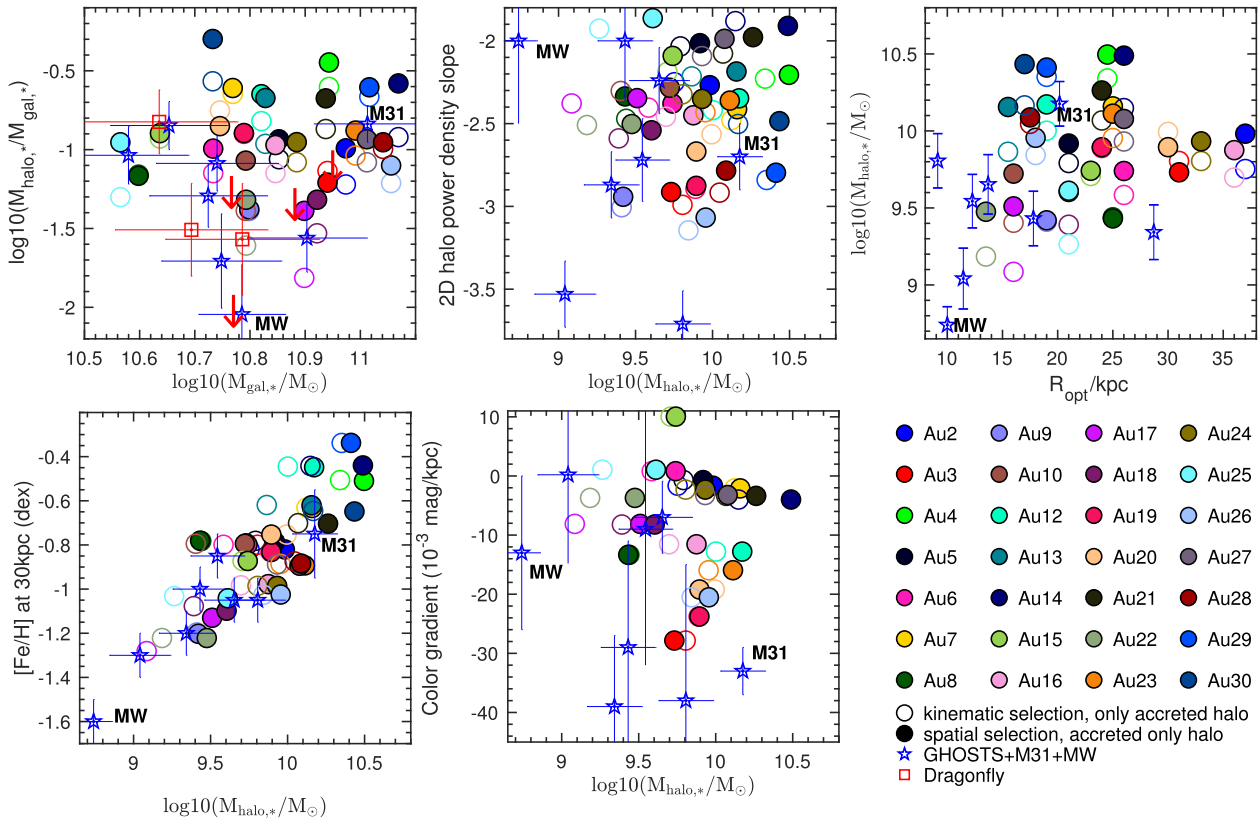 log10(M_halo,*/M_gal,*)
-0.5
-1
-1.5
-2
10.5 10.6 10.7 10.8 10.9 11
log10(M_gal,*/M_⊙)
M31
MW
2D halo power density slope
-2
-2.5
-3
-3.5
9 9.5 10 10.5
log10(M_halo,*/M_⊙)
MW
M31
log10(M_halo,*/M_⊙)
10.5
10
9.5
9
10 15 20 25 30 35
R_opt/kpc
M31
MW
[Fe/H] at 30kpc (dex)
-0.4
-0.6
-0.8
-1
-1.2
-1.4
-1.6
9 9.5 10 10.5
log10(M_halo,*/M_⊙)
M31
MW
Color gradient (10^-3 mag/kpc)
10
0
-10
-20
-30
-40
9 9.5 10 10.5
log10(M_halo,*/M_⊙)
MW
M31
Au2 Au9 Au17 Au24
Au3 Au10 Au18 Au25
Au4 Au12 Au19 Au26
Au5 Au13 Au20 Au27
Au6 Au14 Au21 Au28
Au7 Au15 Au22 Au29
Au8 Au16 Au23 Au30
kinematic selection, only accreted halo
spatial selection, accreted only halo
GHOSTS+M31+MW
Dragonfly